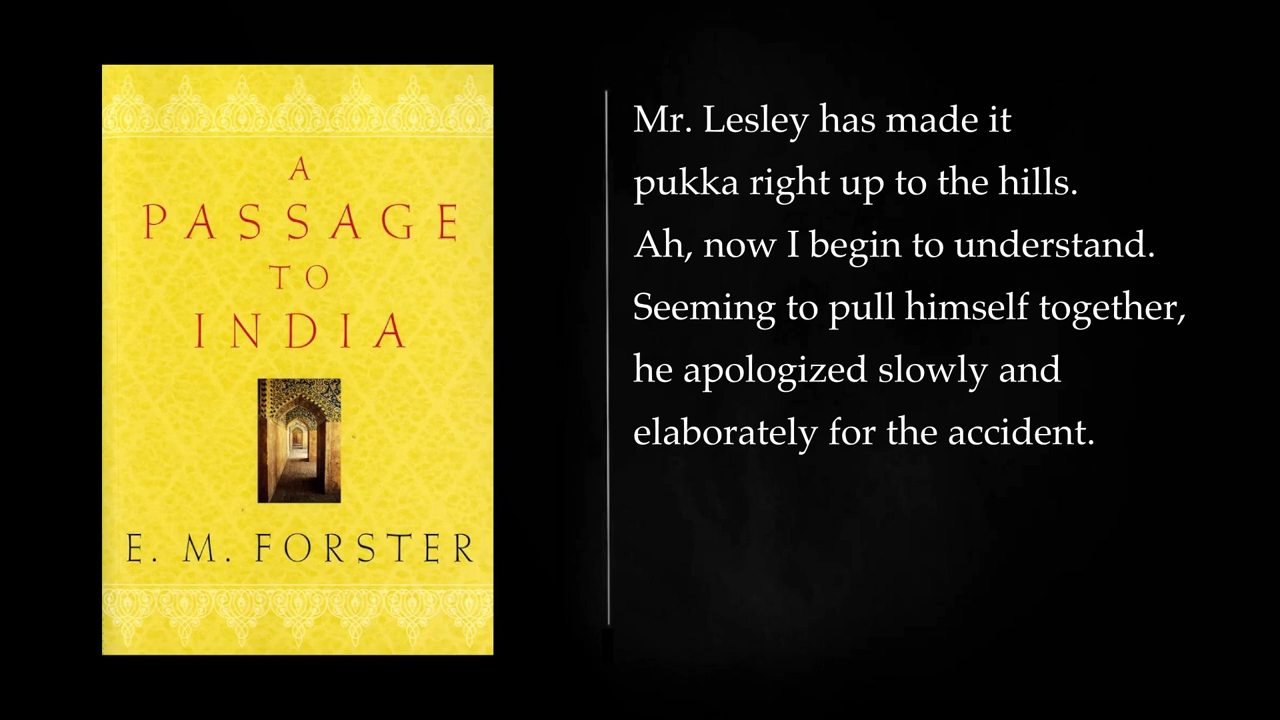 A
PASSAGE
TO
INDIA
E. M. FORSTER
Mr. Lesley has made it
pukka right up to the hills.
Ah, now I begin to understand.
Seeming to pull himself together,
he apologized slowly and
elaborately for the accident.